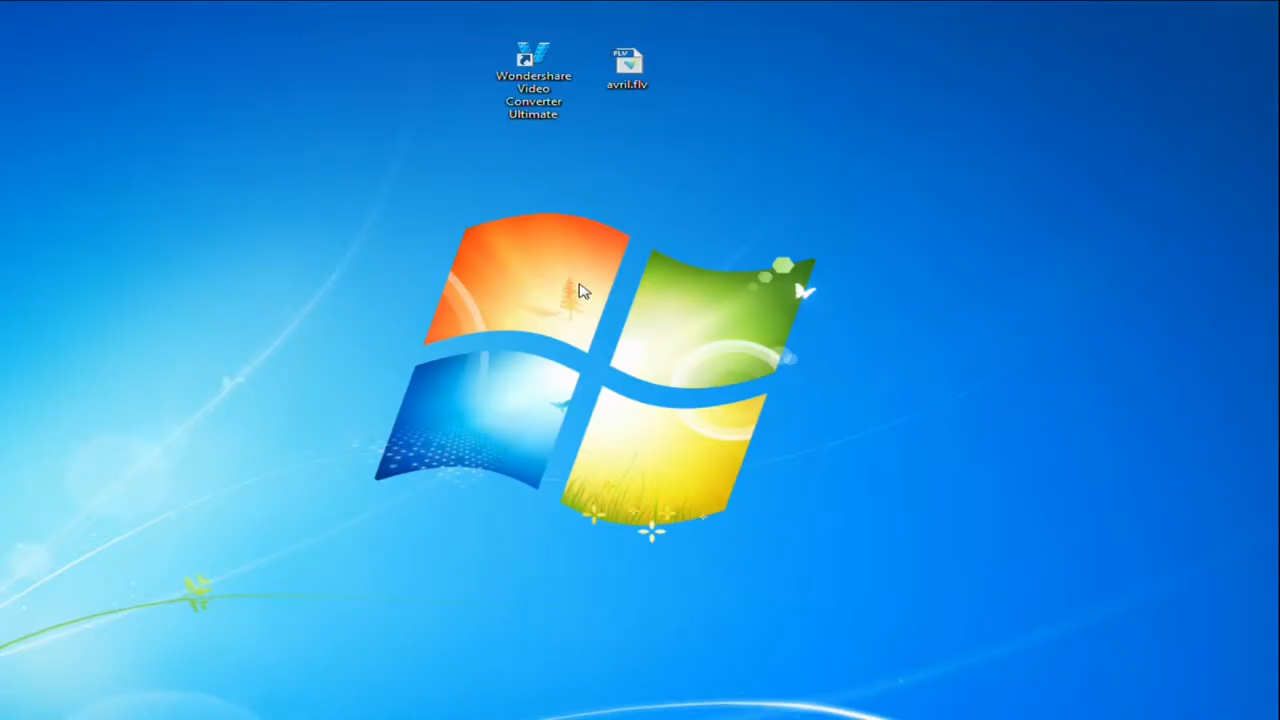 Wondershare
Video
Converter
Ultimate
FLV
avril.flv